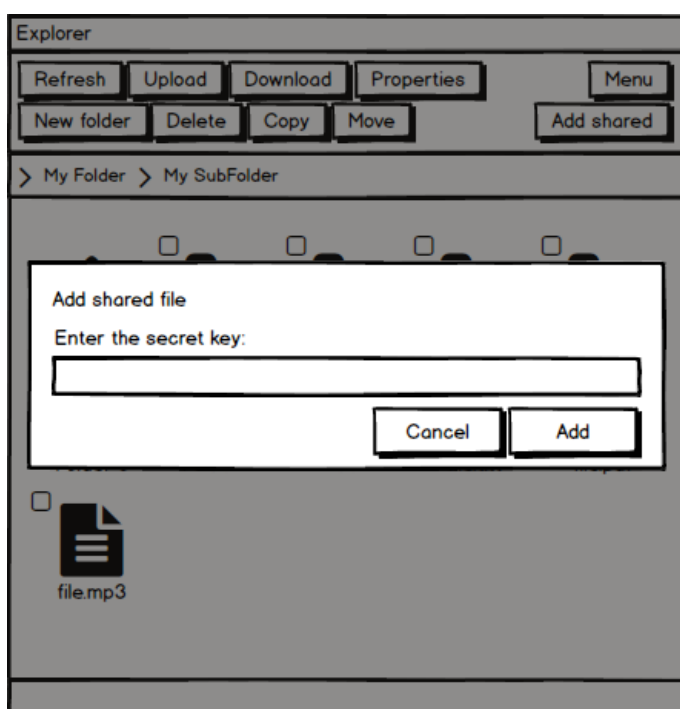 Explorer
Refresh Upload Download Properties Menu
New folder Delete Copy Move Add shared
My Folder My SubFolder
Add shared file
Enter the secret key:
Cancel Add
file.mp3